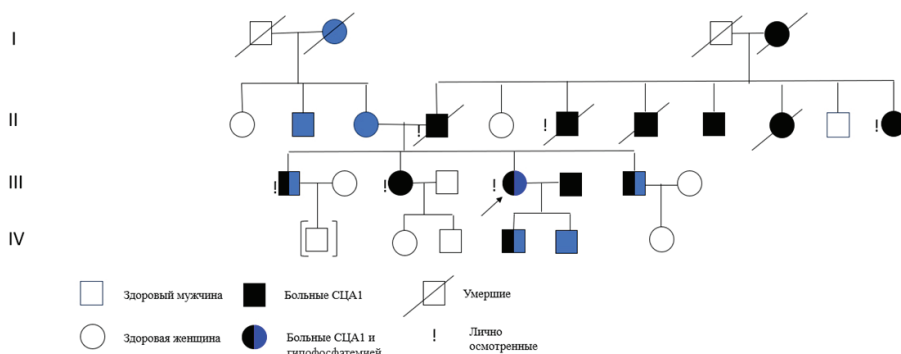 I
II
!
!
!
III
!
!
!
IV
Здоровый мужчина
Больные СЦА1
Умершие
Здоровая женщина
Больные СЦА1 и
гипофосфатемией
!
Лично
осмотренные